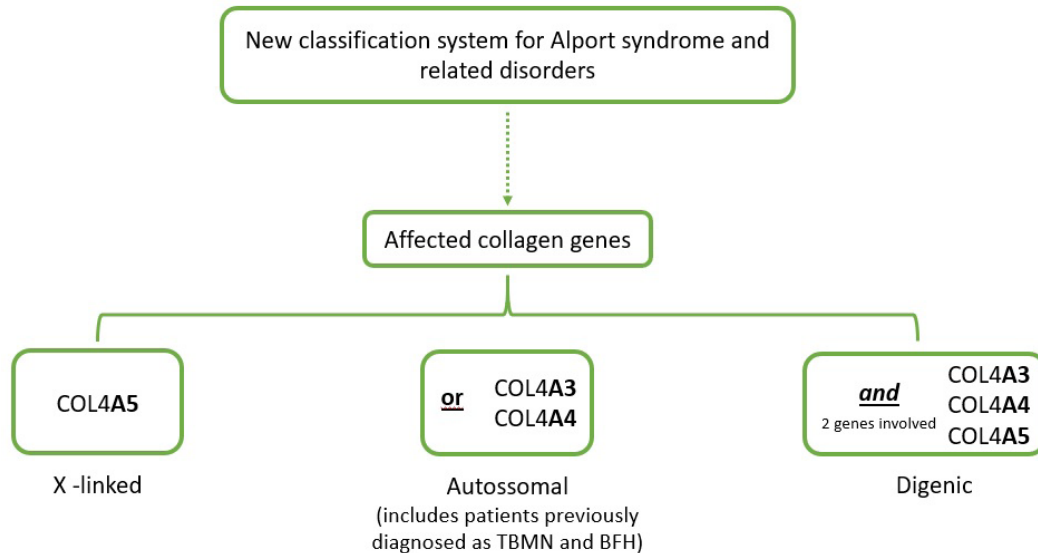 New classification system for Alport syndrome and
related disorders
Affected collagen genes
COL4A5
X -linked
or
COL4A3
COL4A4
Autossomal
(includes patients previously
diagnosed as TBMN and BFH)
and
2 genes involved
COL4A3
COL4A4
COL4A5
Digenic